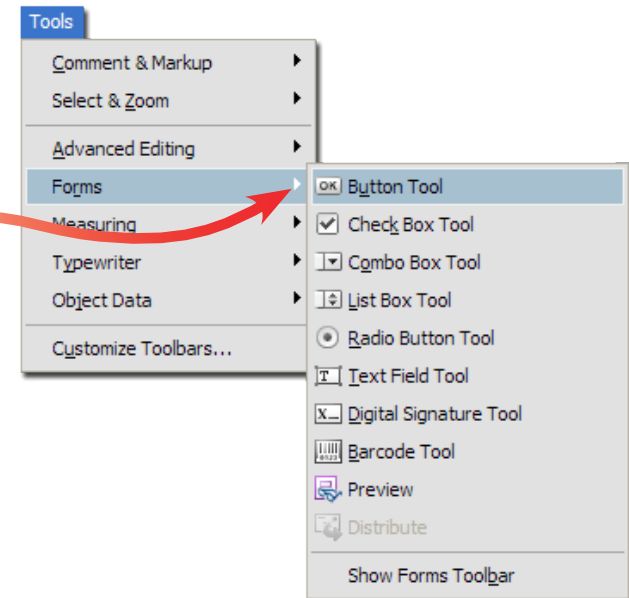 Tools
Comment & Markup
Select & Zoom
Advanced Editing
Forms
Measuring
Typewriter
Object Data
Customize Toolbars...
OK Button Tool
Check Box Tool
Combo Box Tool
List Box Tool
Radio Button Tool
T Text Field Tool
X Digital Signature Tool
Barcode Tool
Preview
Distribute
Show Forms Toolbar